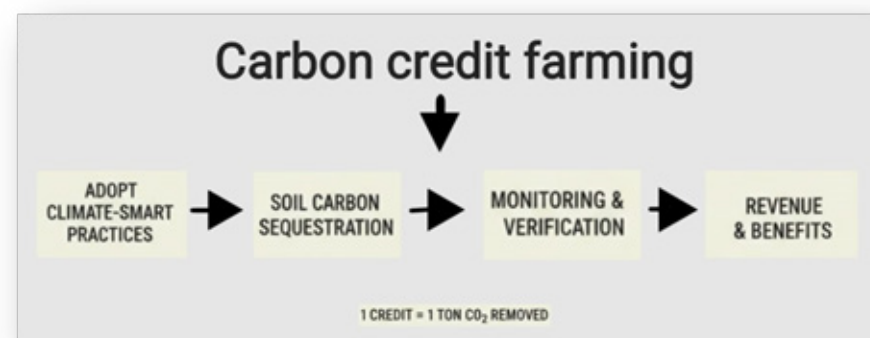 Carbon credit farming
ADOPT
CLIMATE-SMART
PRACTICES
SOIL CARBON
SEQUESTRATION
MONITORING &
VERIFICATION
REVENUE
& BENEFITS
1 CREDIT = 1 TON CO₂ REMOVED